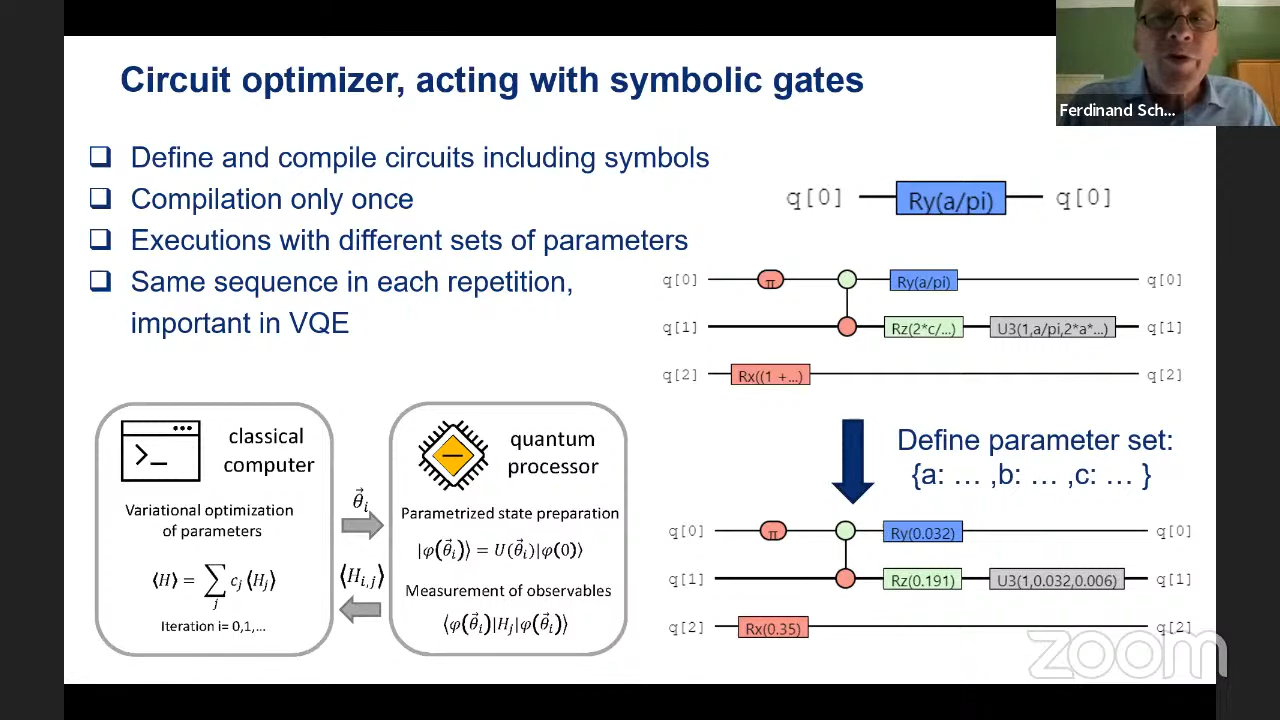 Circuit optimizer, acting with symbolic gates
Ferdinand Sch...
❑ Define and compile circuits including symbols
❑ Compilation only once
❑ Executions with different sets of parameters
❑ Same sequence in each repetition,
important in VQE
q[0] Ry(a/pi) q[0]
q[0] π Ry(a/pi) q[0]
q[1] Rz(2*c/...) U3(1,a/pi,2*a*...) q[1]
q[2] Rx((1 +...) q[2]
classical
computer
Variational optimization
of parameters
⟨H⟩ = ∑ c_j ⟨H_j⟩
j
Iteration i= 0,1,...
θ⃗_i
⟨H_{i,j}⟩
quantum
processor
Parametrized state preparation
|φ(θ⃗_i)⟩ = U(θ⃗_i)|φ(0)⟩
Measurement of observables
⟨φ(θ⃗_i)|H_j|φ(θ⃗_i)⟩
Define parameter set:
{a: … ,b: … ,c: … }
q[0] π Ry(0.032) q[0]
q[1] Rz(0.191) U3(1,0.032,0.006) q[1]
q[2] Rx(0.35) q[2]
zoom